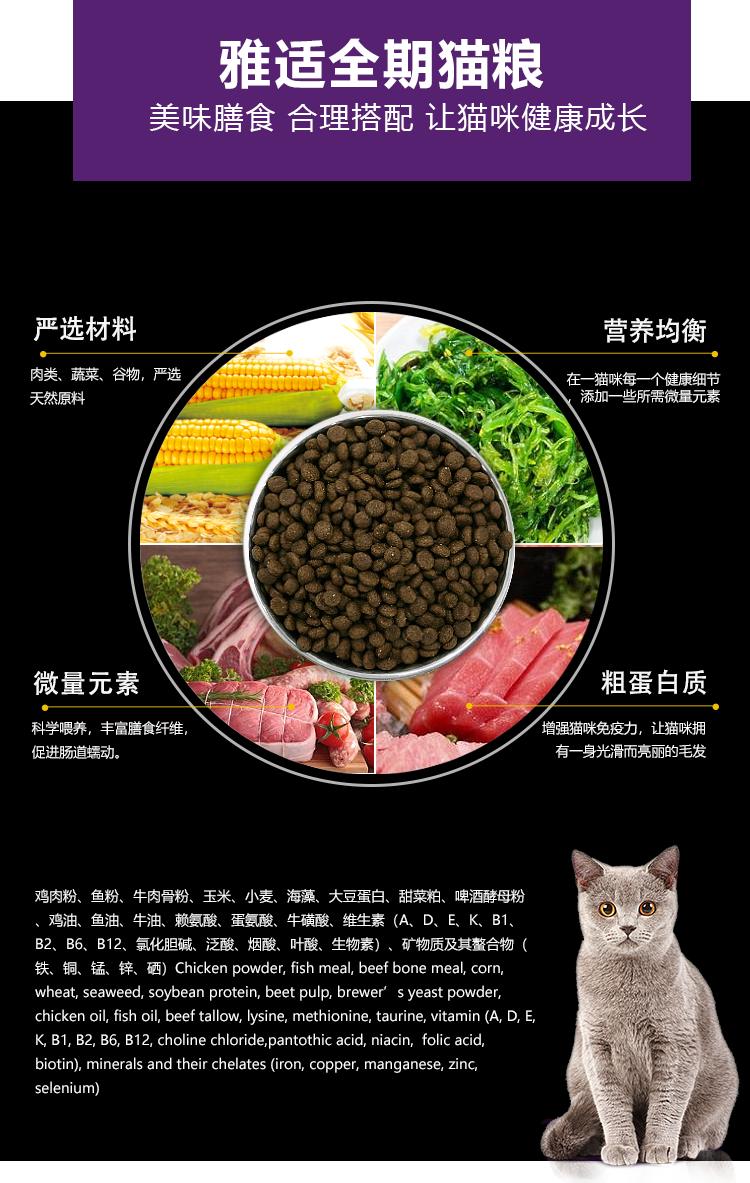 雅适全期猫粮
美味膳食 合理搭配 让猫咪健康成长
严选材料
肉类、蔬菜、谷物，严选
天然原料
营养均衡
在一猫咪每一个健康细节
，添加一些所需微量元素
微量元素
科学喂养，丰富膳食纤维，
促进肠道蠕动。
粗蛋白质
增强猫咪免疫力，让猫咪拥
有一身光滑而亮丽的毛发
鸡肉粉、鱼粉、牛肉骨粉、玉米、小麦、海藻、大豆蛋白、甜菜粕、啤酒酵母粉
、鸡油、鱼油、牛油、赖氨酸、蛋氨酸、牛磺酸、维生素（A、D、E、K、B1、
B2、B6、B12、氯化胆碱、泛酸、烟酸、叶酸、生物素）、矿物质及其螯合物（
铁、铜、锰、锌、硒）Chicken powder, fish meal, beef bone meal, corn,
wheat, seaweed, soybean protein, beet pulp, brewer’s yeast powder,
chicken oil, fish oil, beef tallow, lysine, methionine, taurine, vitamin (A, D, E,
K, B1, B2, B6, B12, choline chloride,pantothic acid, niacin,  folic acid,
biotin), minerals and their chelates (iron, copper, manganese, zinc,
selenium)